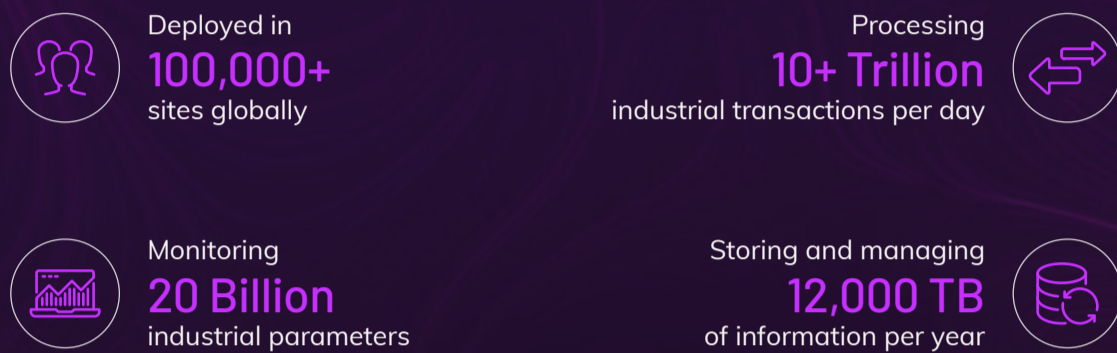 Deployed in
100,000+
sites globally
Processing
10+ Trillion
industrial transactions per day
Monitoring
20 Billion
industrial parameters
Storing and managing
12,000 TB
of information per year